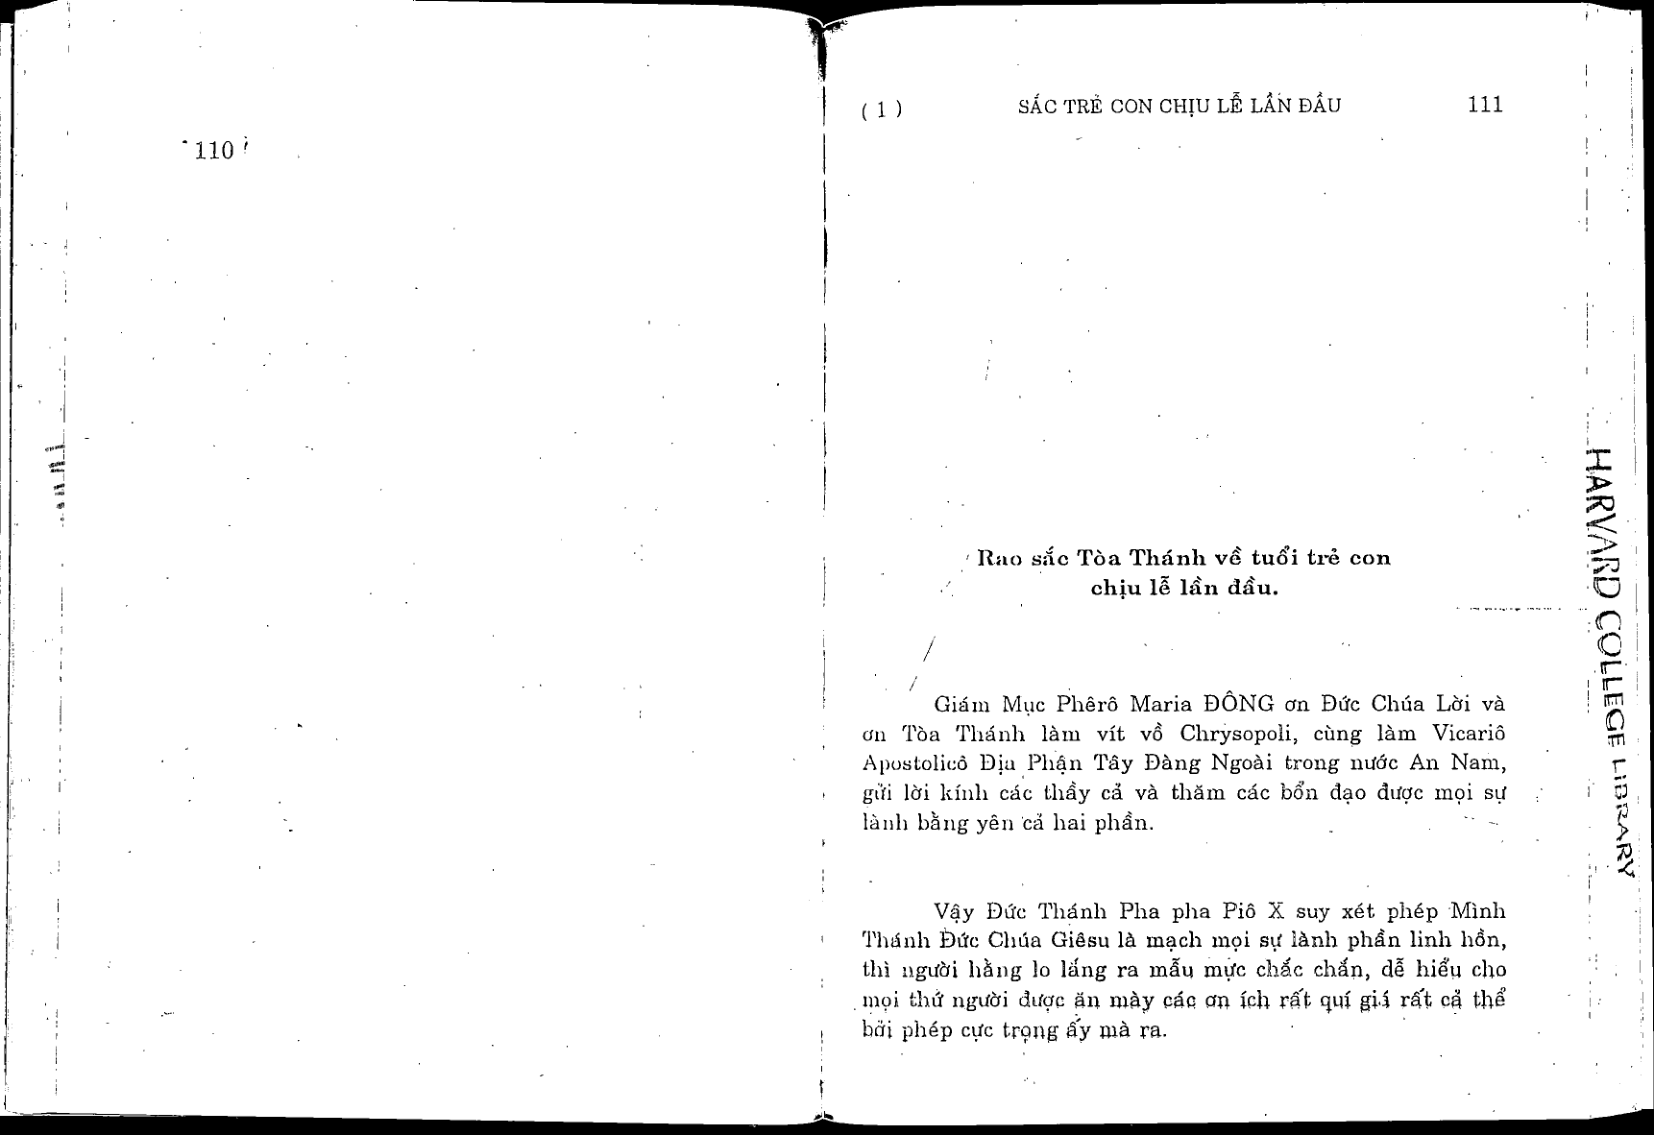 110
( 1 ) SẮC TRẺ CON CHỊU LỄ LẦN ĐẦU 111
Rao sắc Tòa Thánh về tuổi trẻ con
chịu lễ lần đầu.
Giám Mục Phêrô Maria ĐÔNG ơn Đức Chúa Lời và
ơn Tòa Thánh làm vít vồ Chrysopoli, cùng làm Vicariô
Apostolicô Địa Phận Tây Đàng Ngoài trong nước An Nam,
gửi lời kính các thầy cả và thăm các bổn đạo được mọi sự
lành bằng yên cả hai phần.
Vậy Đức Thánh Pha pha Piô X suy xét phép Mình
Thánh Đức Chúa Giêsu là mạch mọi sự lành phần linh hồn,
thì người hằng lo lắng ra mẫu mực chắc chắn, dễ hiểu cho
mọi thứ người được ăn mày các ơn ích rất quí giá rất cả thể
bởi phép cực trọng ấy mà ra.
HARVARD COLLEGE LIBRARY